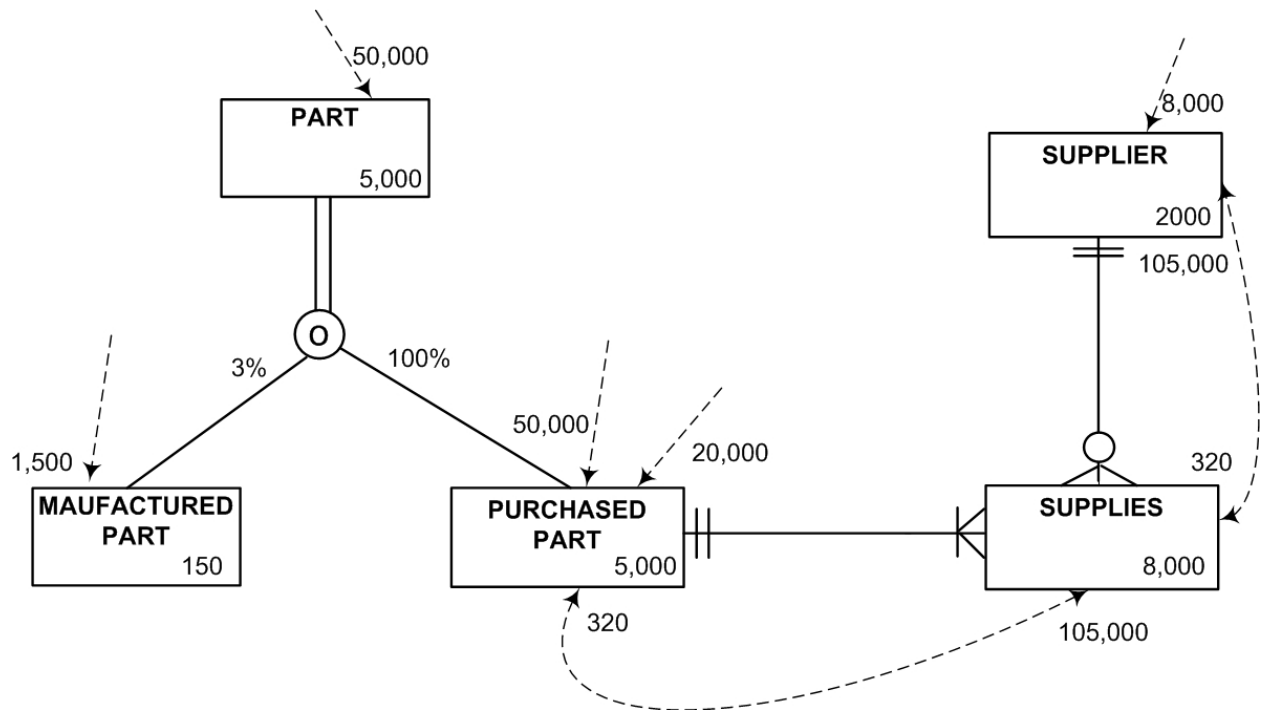 50,000
PART
5,000
8,000
SUPPLIER
2000
105,000
O
3%
100%
50,000
20,000
1,500
320
MAUFACTURED
PART
150
PURCHASED
PART
5,000
SUPPLIES
8,000
320
105,000